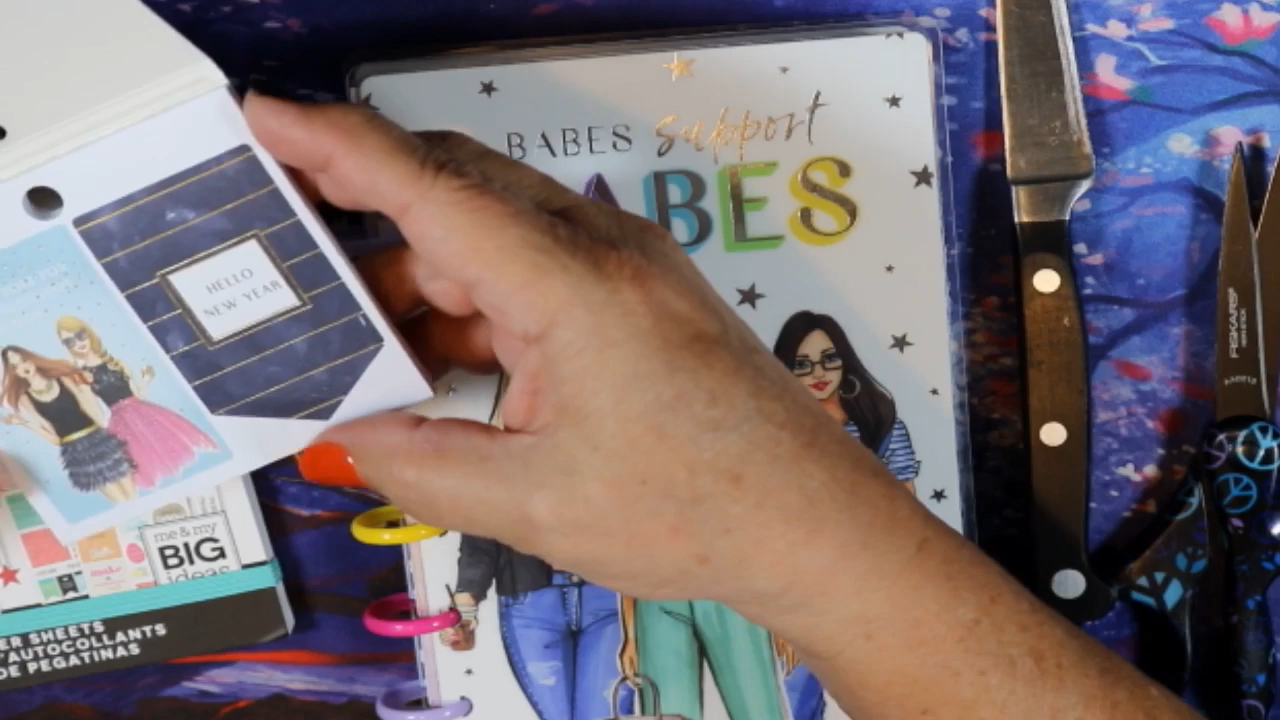 BABES support
ABES
HELLO
NEW YEAR
me & my
BIG
ideas
ER SHEETS
'AUTOCOLLANTS
DE PEGATINAS
FISKARS